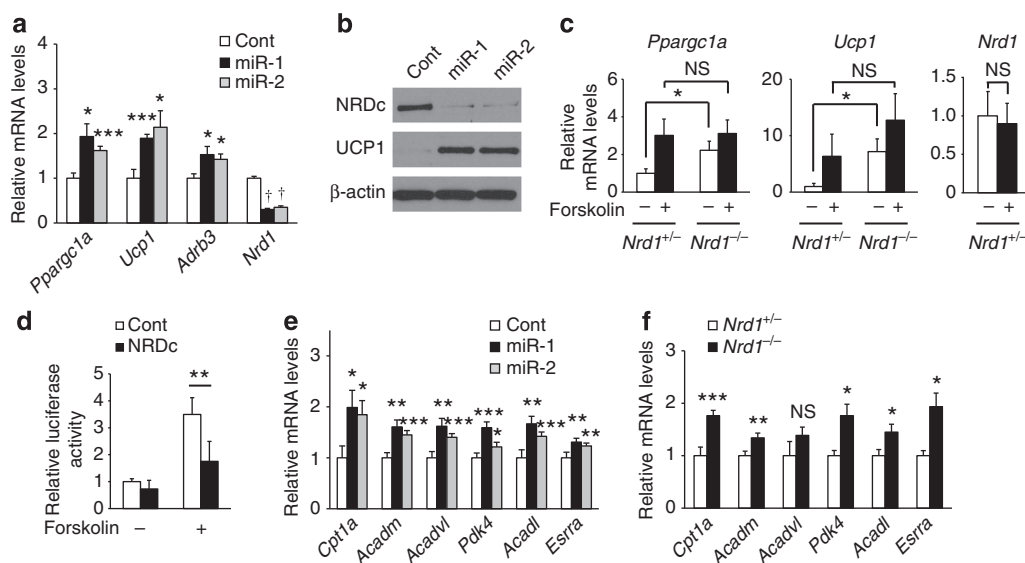 a
Relative mRNA levels
4
3
2
1
0
Cont
miR-1
miR-2
*
***
***
*
*
*
†
†
Ppargc1a
Ucp1
Adrb3
Nrd1
b
Cont
miR-1
miR-2
NRDc
UCP1
β-actin
c
Ppargc1a
Ucp1
Nrd1
Relative
mRNA levels
6
3
0
NS
*
20
10
0
NS
*
1.5
1.0
0.5
0
NS
Forskolin
– + – +
– + – +
– +
Nrd1+/– Nrd1–/–
Nrd1+/– Nrd1–/–
Nrd1+/–
d
Cont
NRDc
Relative luciferase
activity
5
4
3
2
1
0
**
Forskolin – +
e
Relative mRNA levels
3
2
1
0
Cont
miR-1
miR-2
*
*
**
***
**
***
***
*
**
***
**
**
Cpt1a
Acadm
Acadvl
Pdk4
Acadl
Esrra
f
Nrd1+/–
Nrd1–/–
Relative mRNA levels
3
2
1
0
***
**
NS
*
*
*
Cpt1a
Acadm
Acadvl
Pdk4
Acadl
Esrra